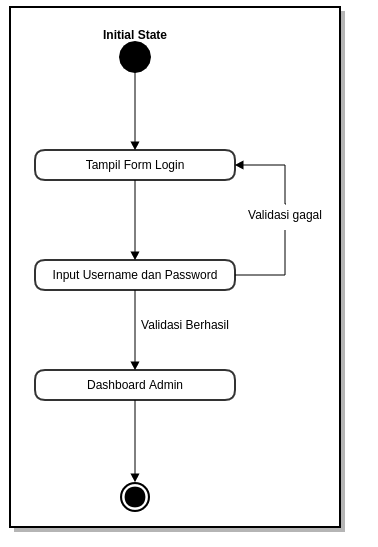 Initial State
Tampil Form Login
Validasi gagal
Input Username dan Password
Validasi Berhasil
Dashboard Admin